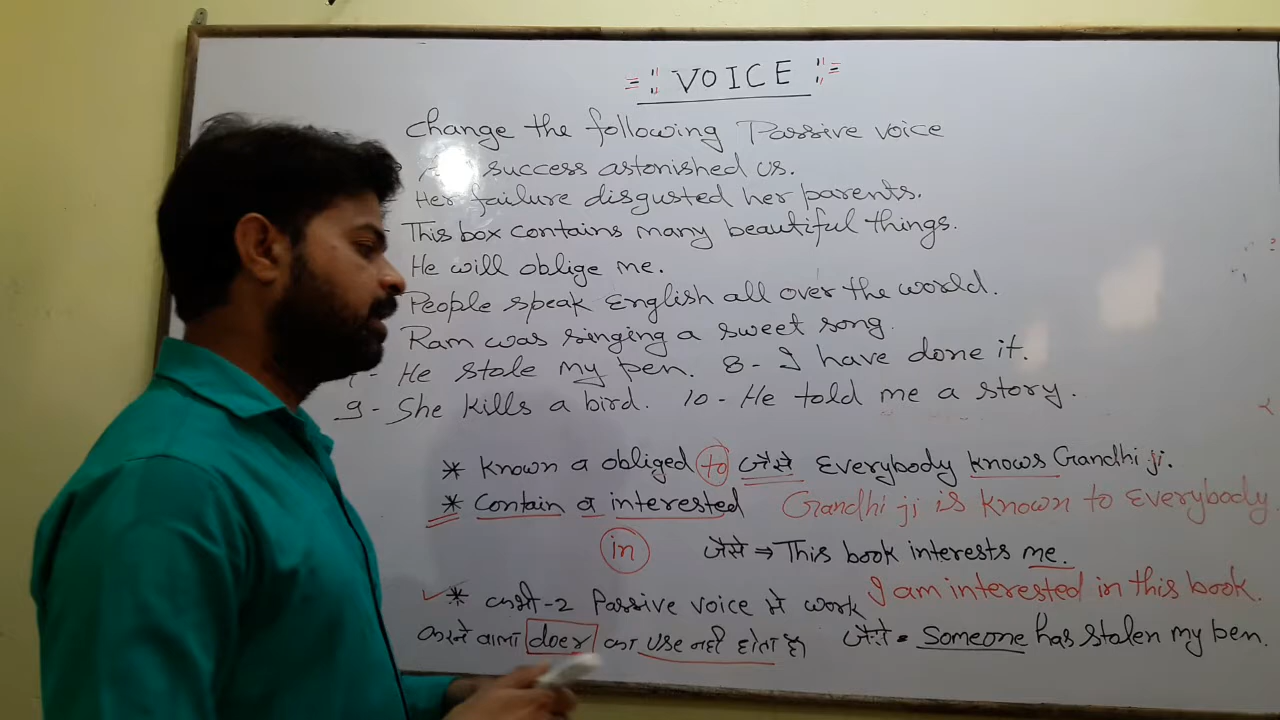 VOICE
Change the following Passive voice
success astonished us.
Her failure disgusted her parents.
This box contains many beautiful things.
He will oblige me.
People speak English all over the world.
Ram was singing a sweet song.
7- He stole my pen. 8- I have done it.
9- She kills a bird. 10- He told me a story.
* Known व obliged to जैसे Everybody knows Gandhi ji.
* Contain व interested Gandhi ji is known to everybody.
in जैसे ⇒ This book interests me.
I am interested in this book.
* कभी-2 Passive voice मे work
करने वाला doer का use नही होता है। जैसे = Someone has stolen my pen.